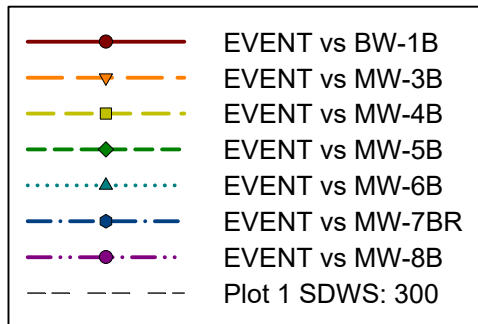 EVENT vs BW-1B
EVENT vs MW-3B
EVENT vs MW-4B
EVENT vs MW-5B
EVENT vs MW-6B
EVENT vs MW-7BR
EVENT vs MW-8B
Plot 1 SDWS: 300